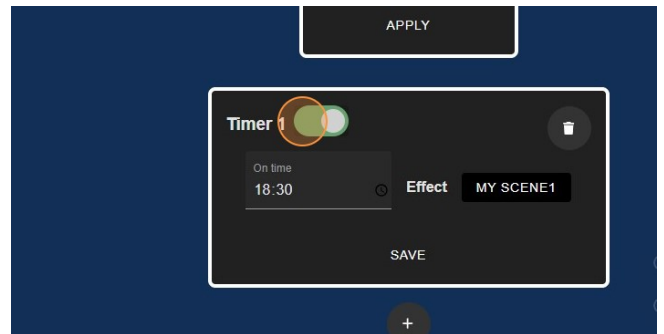 APPLY
Timer 1
On time
18:30
Effect
MY SCENE1
SAVE
+